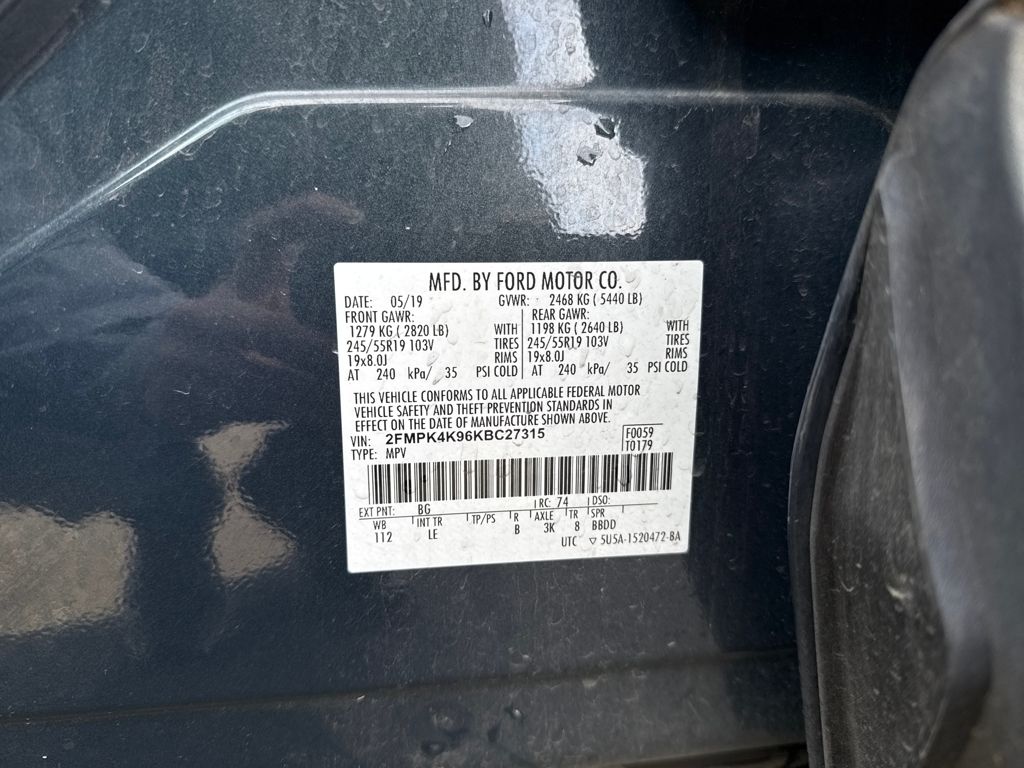 MFD. BY FORD MOTOR CO.
DATE: 05/19 GVWR: 2468 KG ( 5440 LB)
FRONT GAWR: REAR GAWR:
1279 KG ( 2820 LB) WITH 1198 KG ( 2640 LB) WITH
245/55R19 103V TIRES 245/55R19 103V TIRES
19x8.0J RIMS 19x8.0J RIMS
AT 240 kPa/ 35 PSI COLD AT 240 kPa/ 35 PSI COLD
THIS VEHICLE CONFORMS TO ALL APPLICABLE FEDERAL MOTOR
VEHICLE SAFETY AND THEFT PREVENTION STANDARDS IN
EFFECT ON THE DATE OF MANUFACTURE SHOWN ABOVE.
VIN: 2FMPK4K96KBC27315 F0059
TYPE: MPV T0179
EXT PNT: BG RC: 74 DSO:
WB INT TR TP/PS R AXLE TR SPR
112 LE B 3K 8 BBDD
UTC ▽ 5U5A-1520472-BA